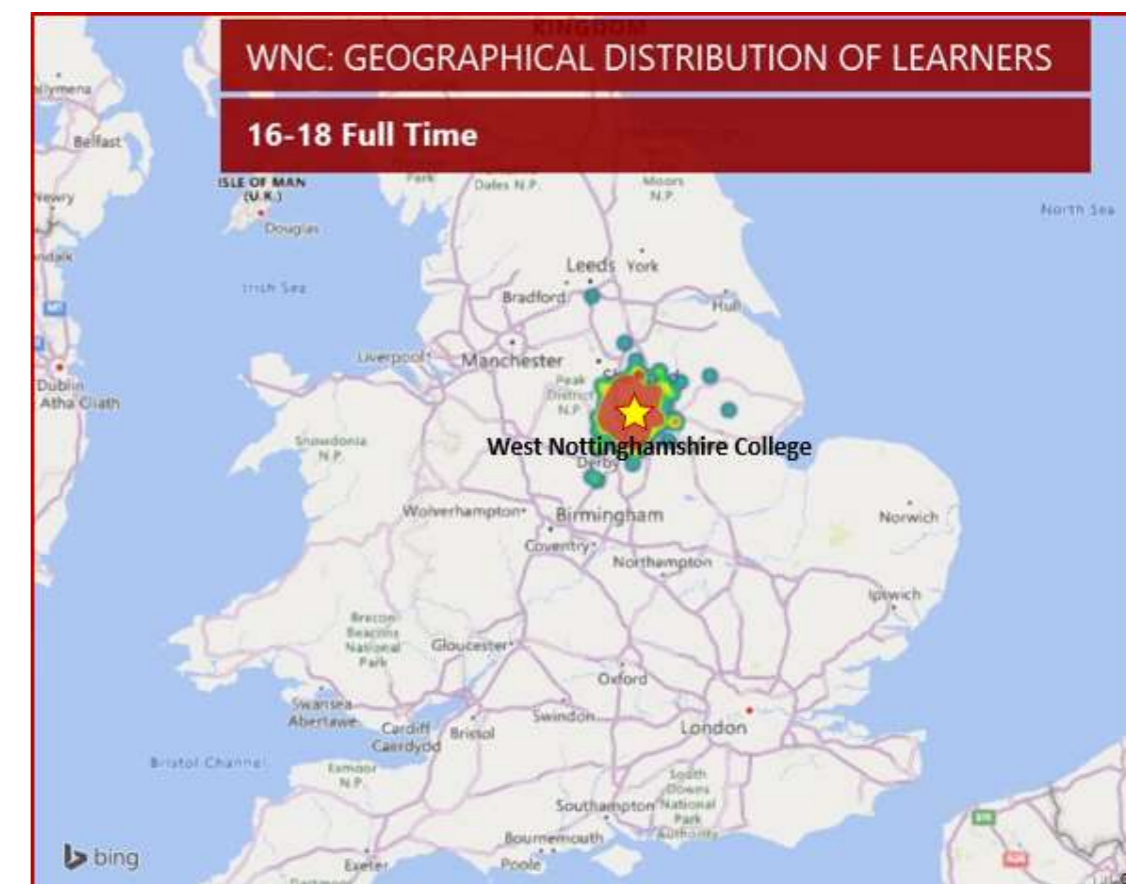 KINGDOM
WNC: GEOGRAPHICAL DISTRIBUTION OF LEARNERS
16-18 Full Time
Belfast
Park
Dales N.P.
Moors
N.P.
ISLE OF MAN
(U.K.)
Douglas
Newry
North Sea
Leeds York
Irish Sea
Bradford
Hull
Liverpool Manchester
Dublin
Atha Cliath
Peak
District
N.P.
Snowdonia
N.P.
West Nottinghamshire College
Derby
Wolverhampton Birmingham
Norwich
Coventry
Northampton
Ipswich
Brecon
Beacons
National
Park
Gloucester
Oxford
Swansea
Abertawe
Cardiff
Caerdydd
Bristol
Swindon
London
Bristol Channel
Exmoor
N.P.
South
Downs
National
Park
Authority
Southampton
Bournemouth
Poole
Exeter
bing